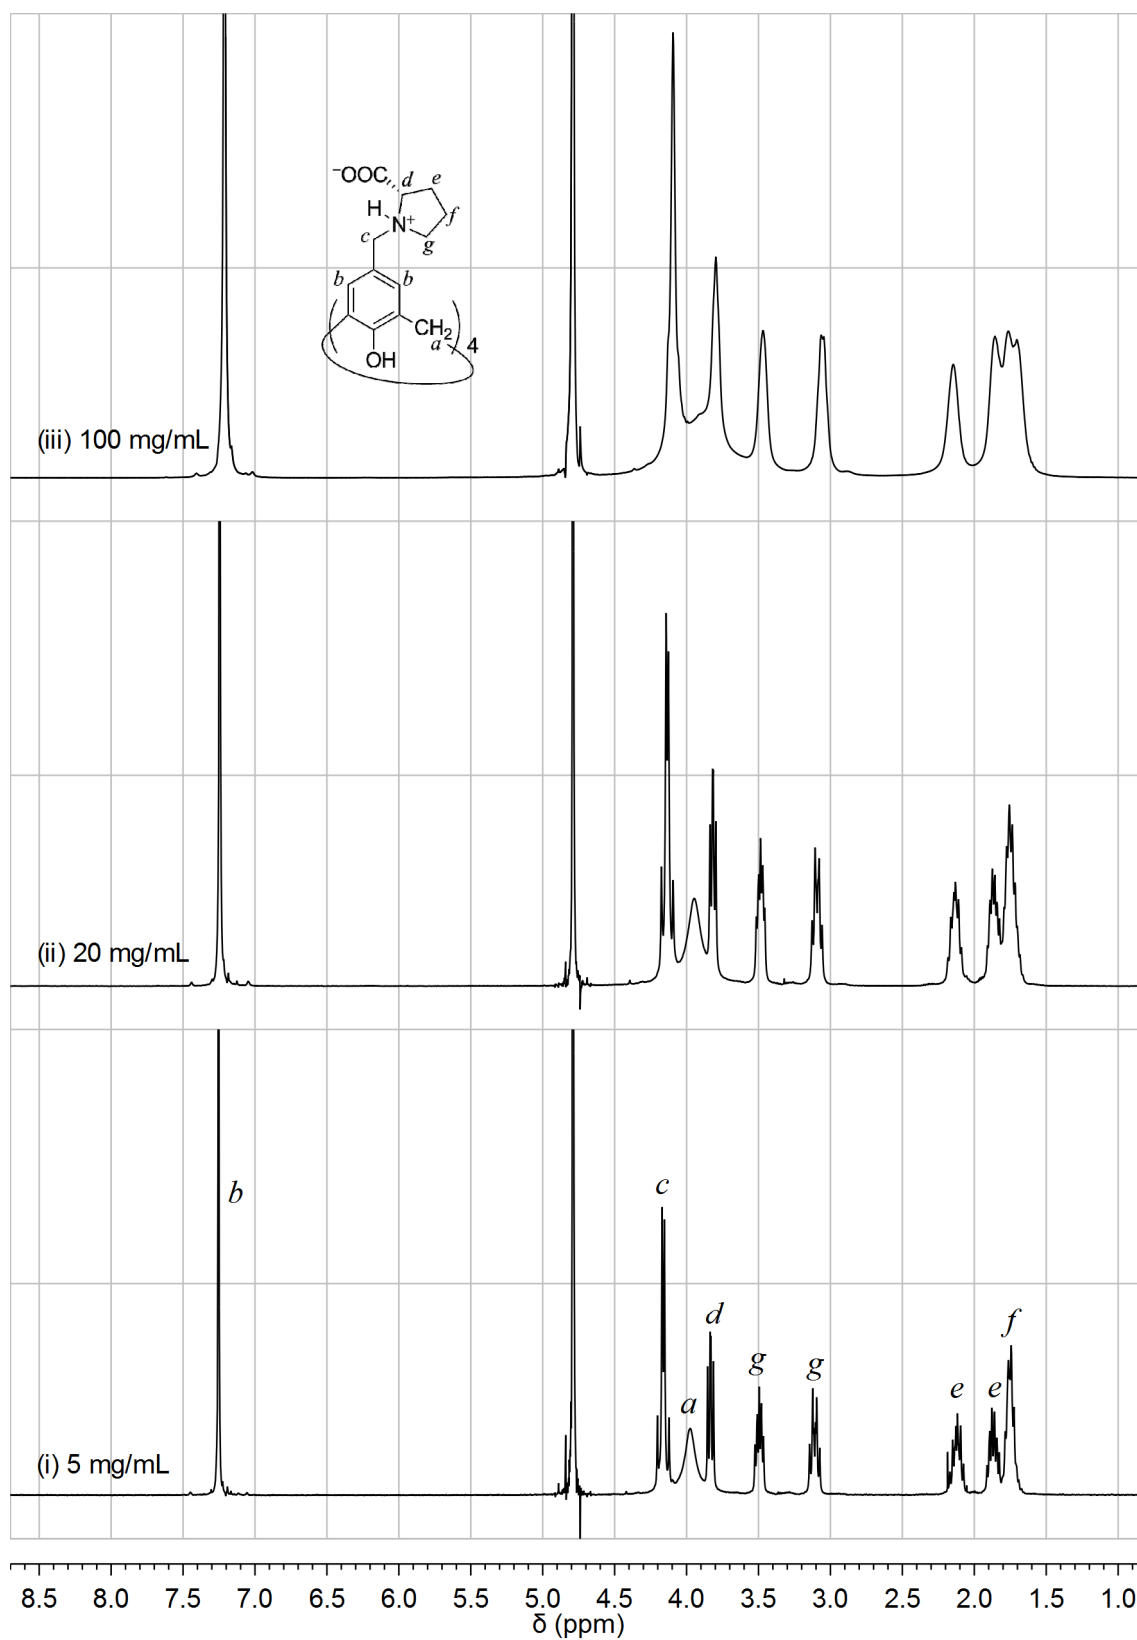 ⁻OOC
d
e
H
f
N⁺
c
g
b
b
CH₂
a
4
OH
(iii) 100 mg/mL
(ii) 20 mg/mL
b
c
d
f
g
g
a
e
e
(i) 5 mg/mL
8.5 8.0 7.5 7.0 6.5 6.0 5.5 5.0 4.5 4.0 3.5 3.0 2.5 2.0 1.5 1.0
δ (ppm)